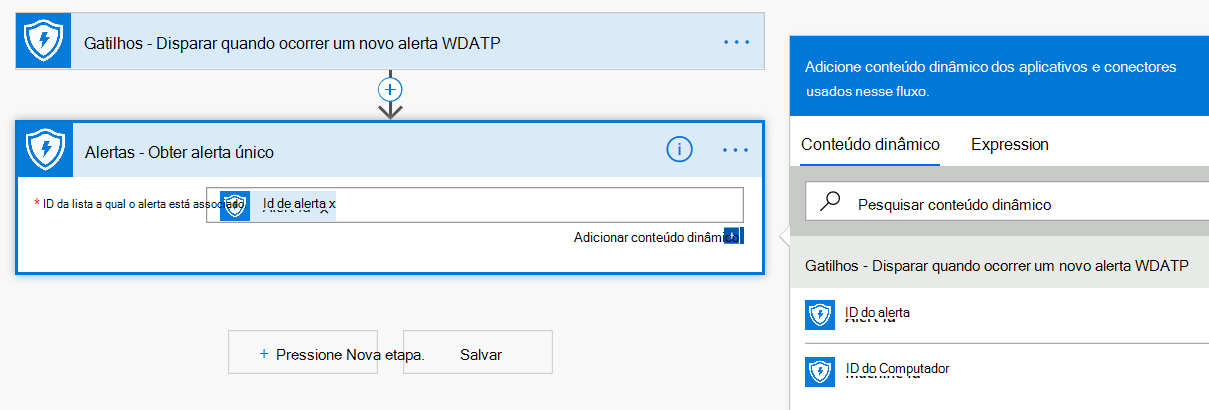 Gatilhos - Disparar quando ocorrer um novo alerta WDATP
Alertas - Obter alerta único
* ID da lista a qual o alerta está associado.
Id de alerta x
Adicionar conteúdo dinâmico
+ Pressione Nova etapa.
Salvar
Adicione conteúdo dinâmico dos aplicativos e conectores
usados nesse fluxo.
Conteúdo dinâmico
Expression
Pesquisar conteúdo dinâmico
Gatilhos - Disparar quando ocorrer um novo alerta WDATP
ID do alerta
ID do Computador